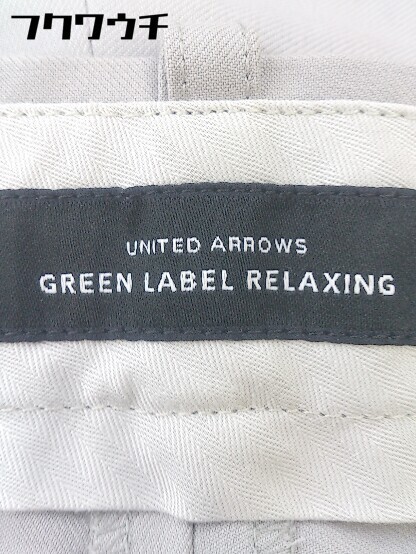 フクワウチ
UNITED ARROWS
GREEN LABEL RELAXING